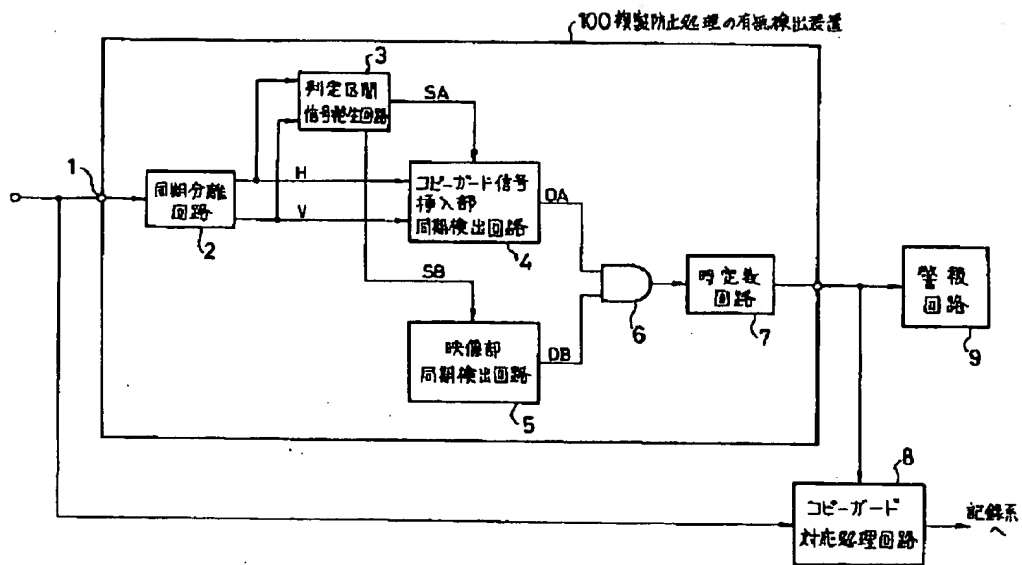 100 複製防止処理の有無検出装置
3
判定区間
信号発生回路
SA
1
同期分離
回路
2
H
V
コピーガード信号
挿入部
同期検出回路
4
DA
SB
映像部
同期検出回路
5
DB
6
時定数
回路
7
警報
回路
9
8
コピーガード
対応処理回路
記録系
へ